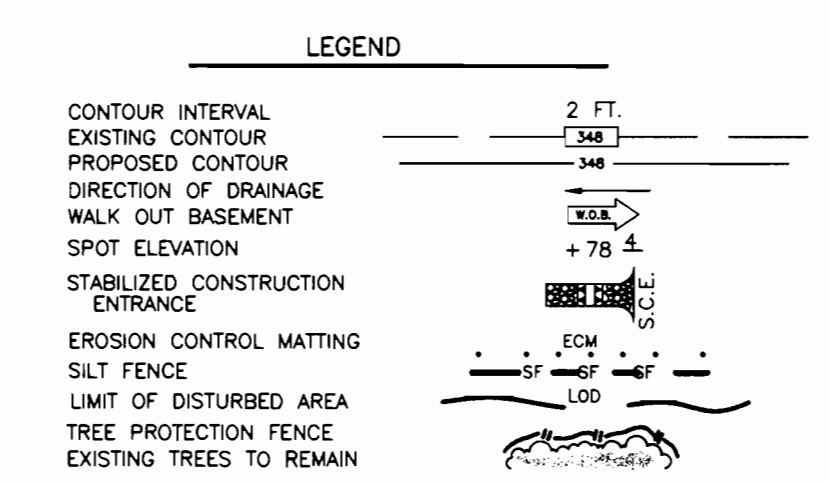 LEGEND
CONTOUR INTERVAL 2 FT.
EXISTING CONTOUR 348
PROPOSED CONTOUR 348
DIRECTION OF DRAINAGE
WALK OUT BASEMENT W.O.B.
SPOT ELEVATION + 78 4
STABILIZED CONSTRUCTION
ENTRANCE S.C.E.
EROSION CONTROL MATTING ECM
SILT FENCE SF SF SF
LIMIT OF DISTURBED AREA LOD
TREE PROTECTION FENCE
EXISTING TREES TO REMAIN